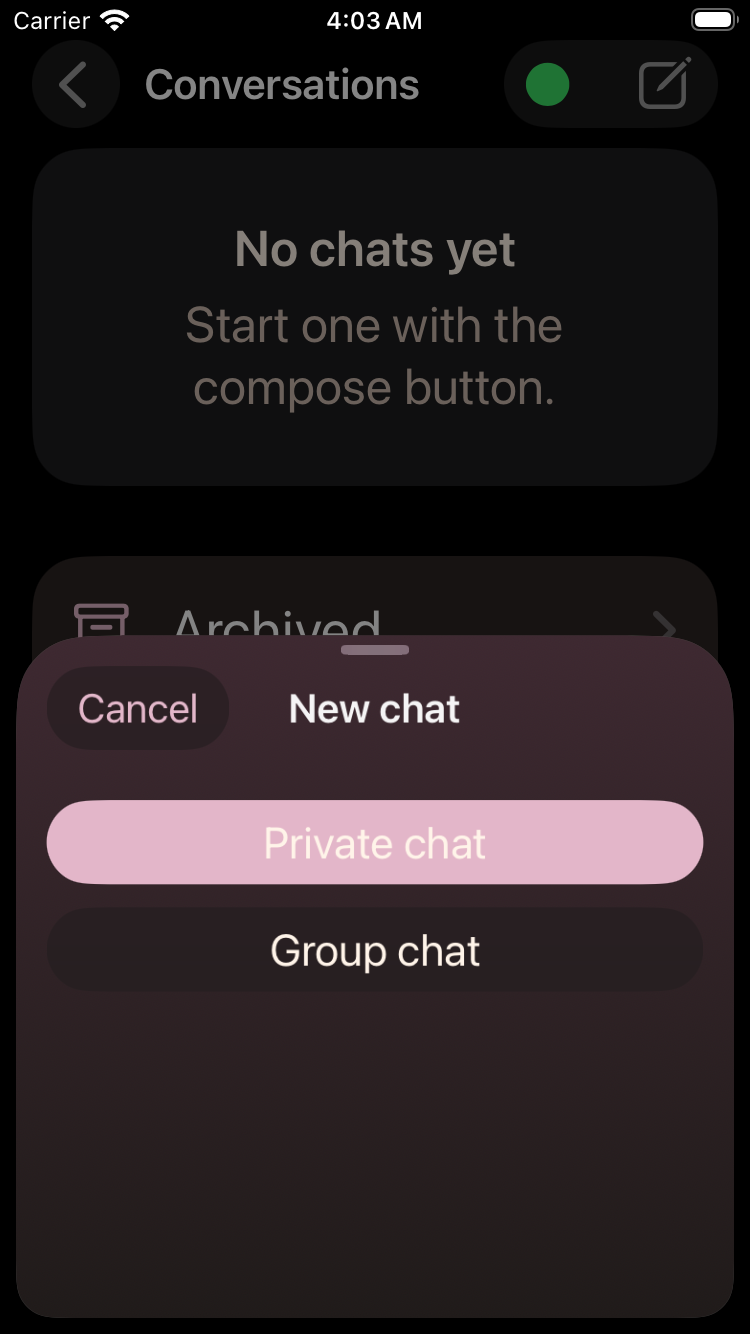 Carrier 4:03 AM
Conversations
No chats yet
Start one with the
compose button.
Archived
Cancel New chat
Private chat
Group chat